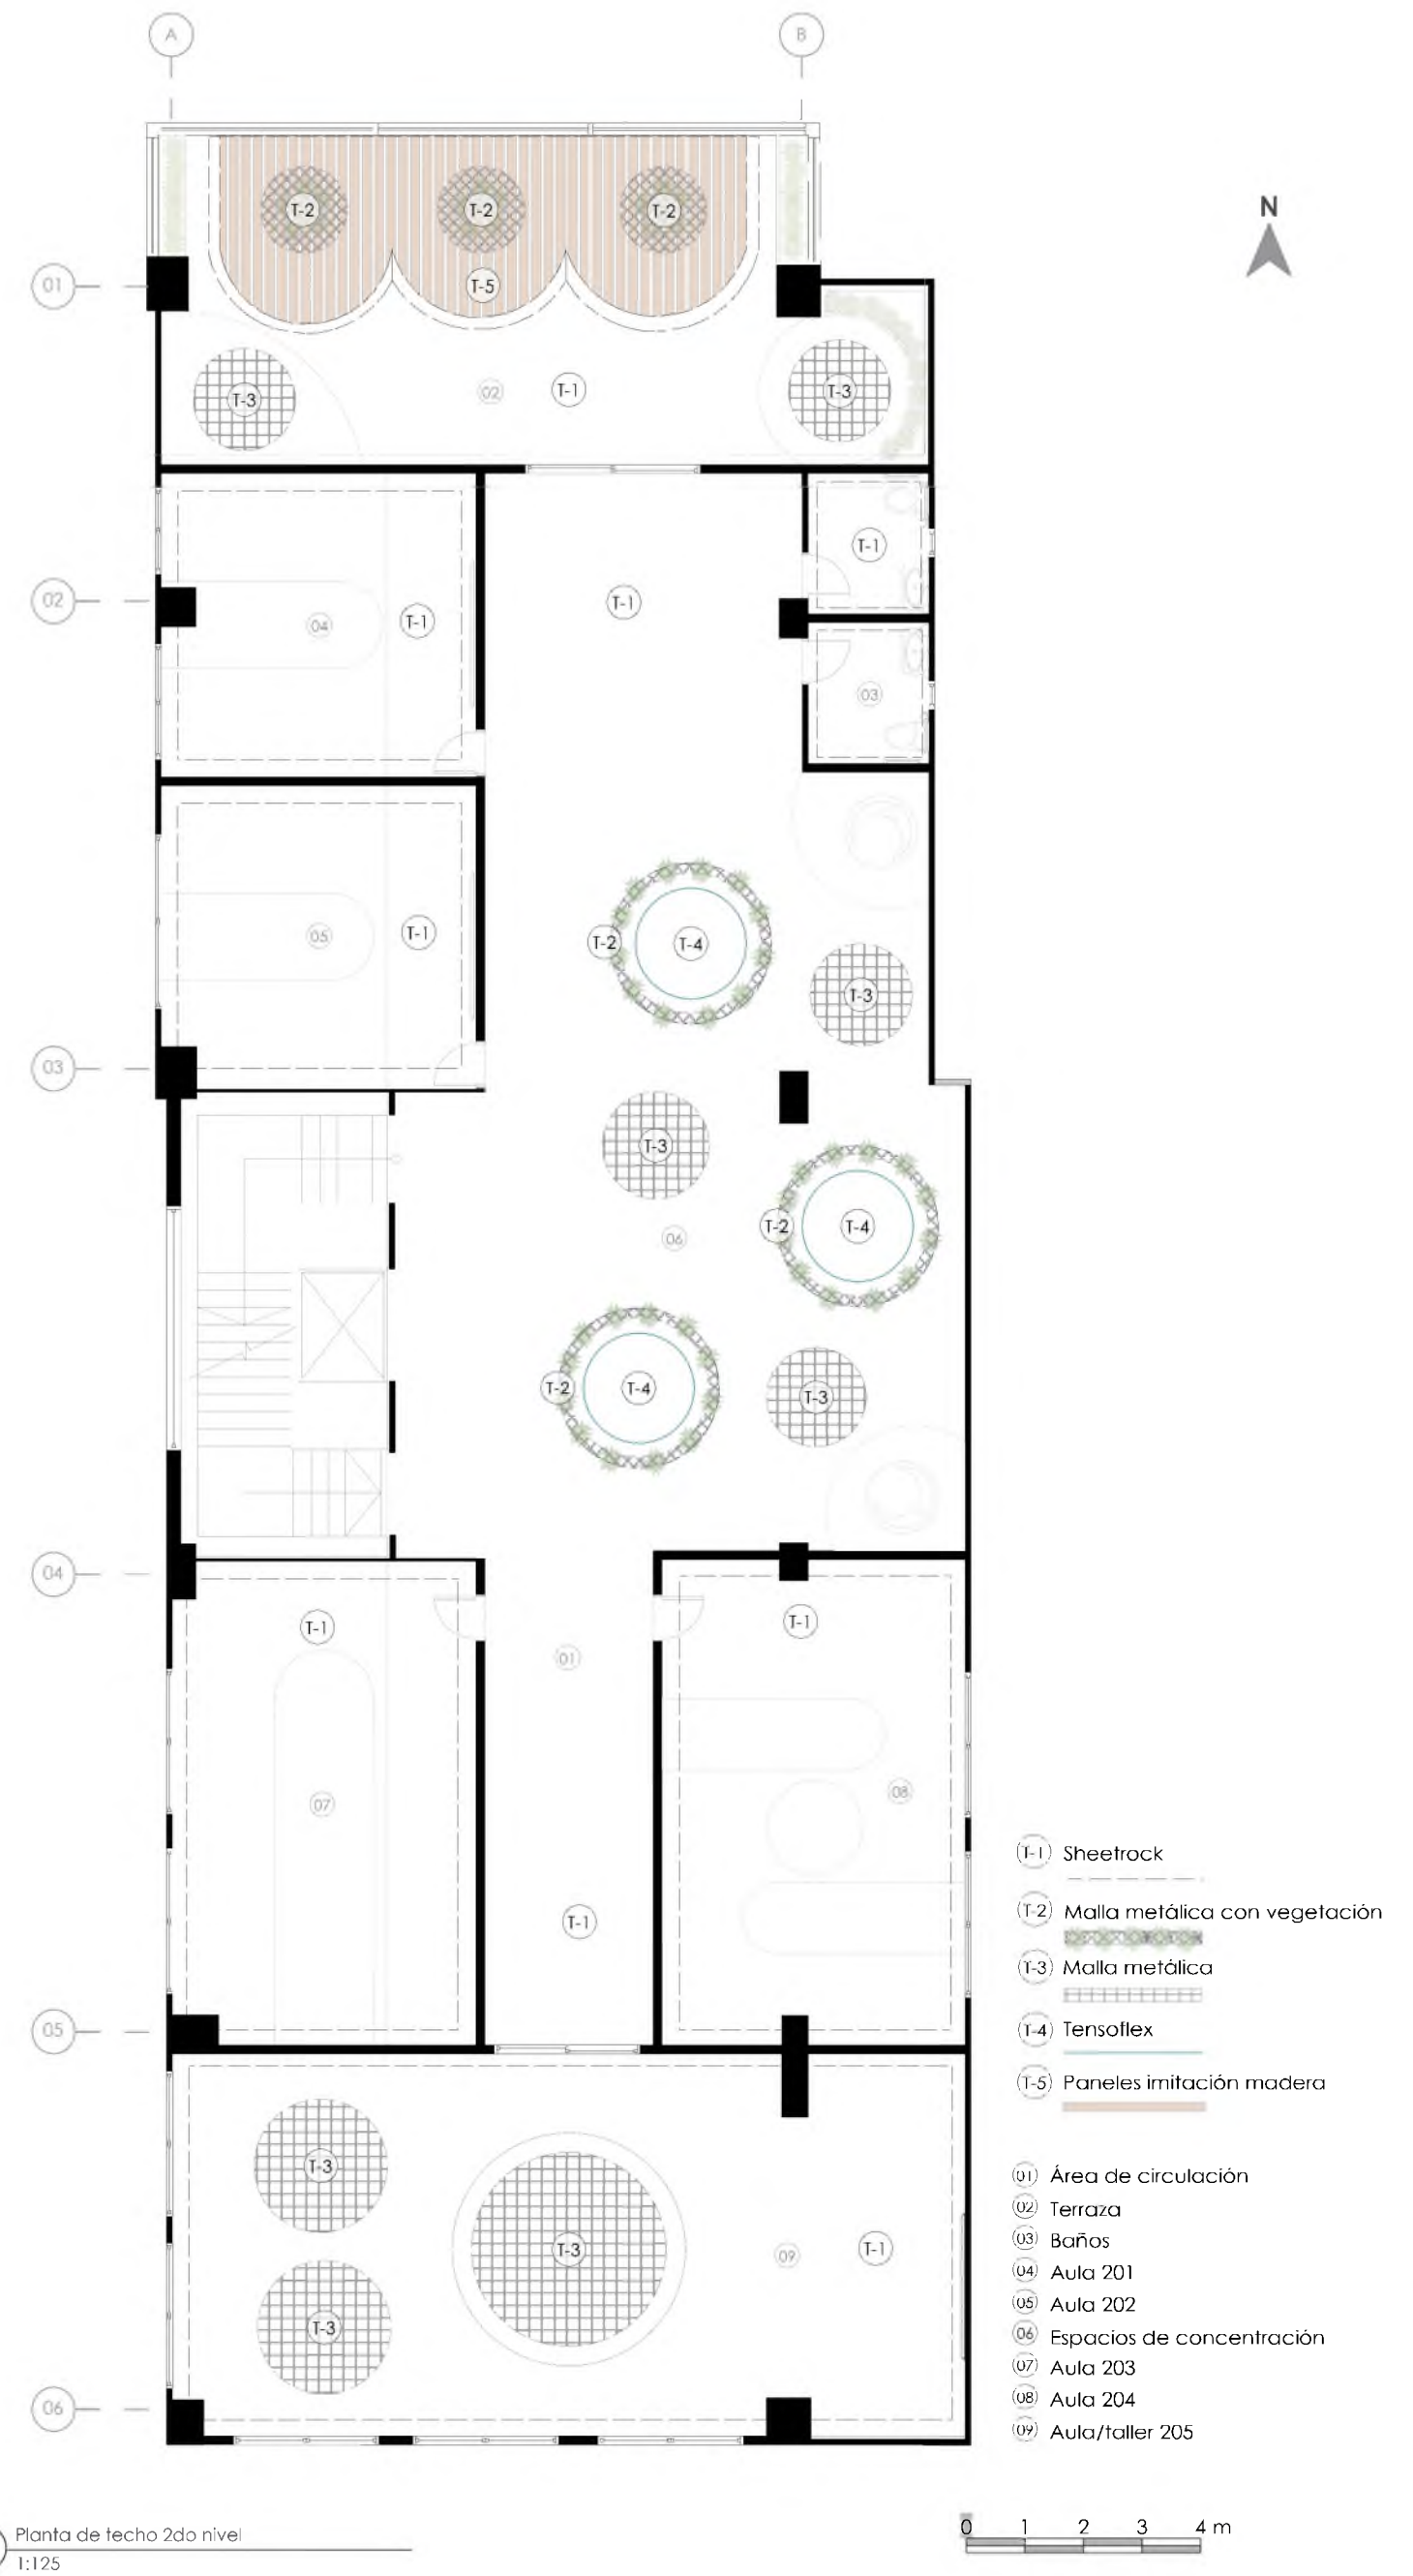 A B
N
T-2 T-2 T-2
01
T-5
T-3 02 T-1 T-3
T-1
02 04 T-1 T-1
03
05 T-1 T-2 T-4
T-3
03
T-3
T-2 T-4
06
T-2 T-4 T-3
04
T-1 T-1
01
08
07
T-1
05
T-3
T-3 09 T-1
T-3
06
T-1 Sheetrock
T-2 Malla metálica con vegetación
T-3 Malla metálica
T-4 Tensoflex
T-5 Paneles imitación madera
01 Área de circulación
02 Terraza
03 Baños
04 Aula 201
05 Aula 202
06 Espacios de concentración
07 Aula 203
08 Aula 204
09 Aula/taller 205
Planta de techo 2do nivel
1:125
0 1 2 3 4 m